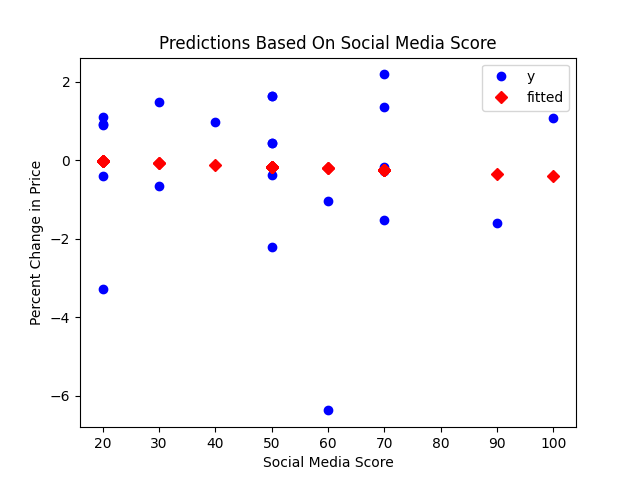 Predictions Based On Social Media Score
y
fitted
Percent Change in Price
2
0
−2
−4
−6
20 30 40 50 60 70 80 90 100
Social Media Score